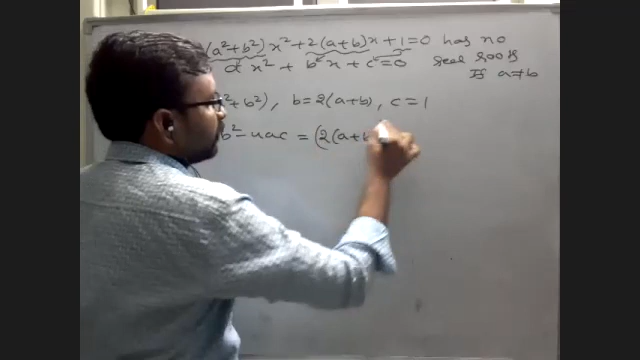 (a²+b²)x²+2(a+b)x+1=0 has no
x²+ b x + c=0 real roots
If a≠b
²+b²), b=2(a+b), c=1
b²-4ac = (2(a+b